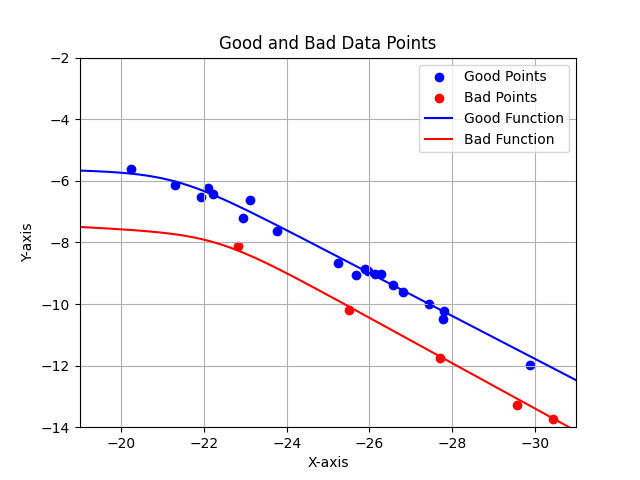 Good and Bad Data Points
Good Points
Bad Points
Good Function
Bad Function
−2
−4
−6
−8
−10
−12
−14
Y-axis
−20
−22
−24
−26
−28
−30
X-axis